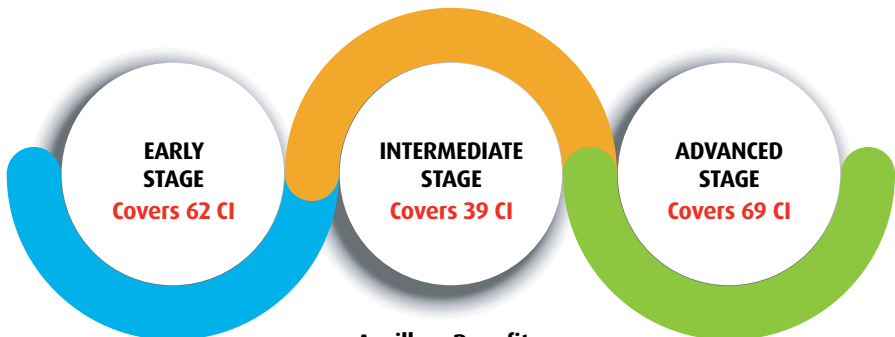 EARLY
STAGE
Covers 62 CI
INTERMEDIATE
STAGE
Covers 39 CI
ADVANCED
STAGE
Covers 69 CI